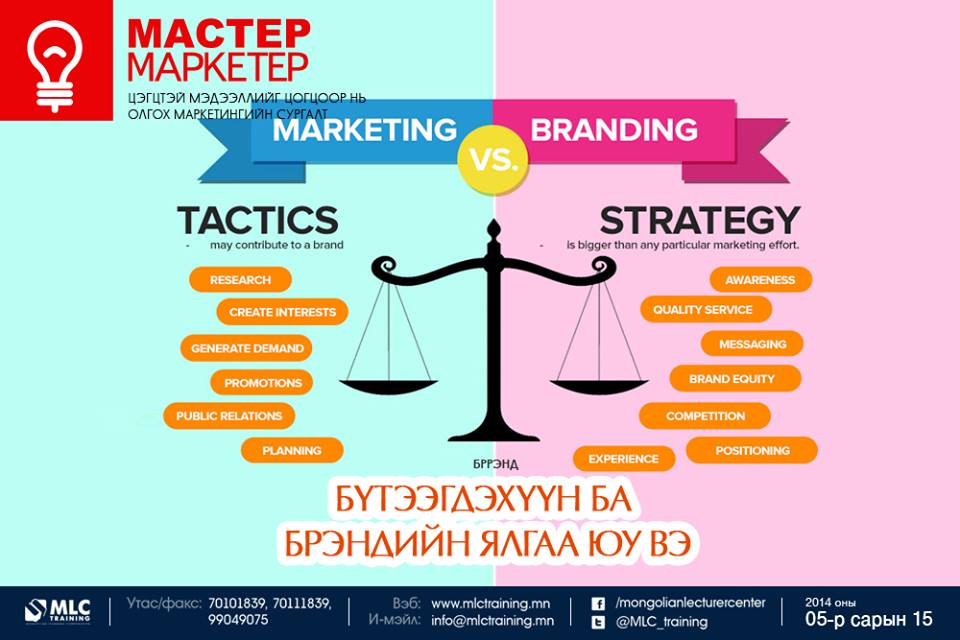 МАСТЕР
МАРКЕТЕР
ЦЭГЦТЭЙ МЭДЭЭЛЛИЙГ ЦОГЦООР НЬ
ОЛГОХ МАРКЕТИНГИЙН СУРГАЛТ
MARKETING VS. BRANDING
TACTICS
- may contribute to a brand
RESEARCH
CREATE INTERESTS
GENERATE DEMAND
PROMOTIONS
PUBLIC RELATIONS
PLANNING
STRATEGY
- is bigger than any particular marketing effort.
AWARENESS
QUALITY SERVICE
MESSAGING
BRAND EQUITY
COMPETITION
POSITIONING
EXPERIENCE
БРРЭНД
БҮТЭЭГДЭХҮҮН БА
БРЭНДИЙН ЯЛГАА ЮУ ВЭ
MLC
TRAINING
Утас/факс: 70101839, 70111839,
99049075
Вэб: www.mlctraining.mn
И-мэйл: info@mlctraining.mn
/mongolianlecturercenter
@MLC_training
2014 оны
05-р сарын 15